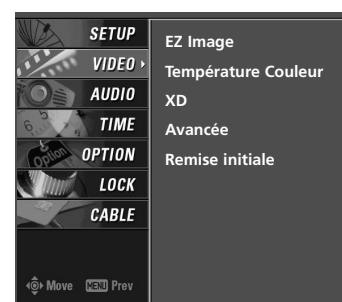 SETUP
VIDEO
AUDIO
TIME
OPTION
LOCK
CABLE
Move MENU Prev
EZ Image
Température Couleur
XD
Avancée
Remise initiale